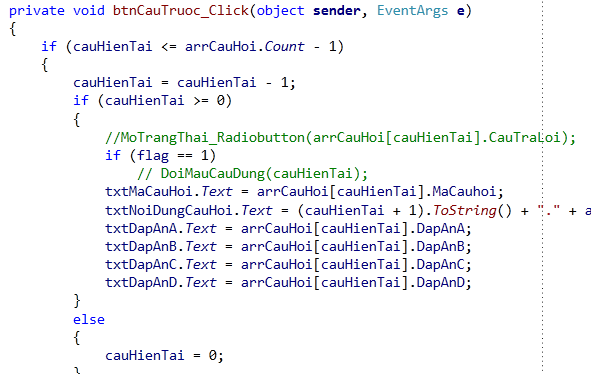 private void btnCauTruoc_Click(object sender, EventArgs e)
{
if (cauHienTai <= arrCauHoi.Count - 1)
{
cauHienTai = cauHienTai - 1;
if (cauHienTai >= 0)
{
//MoTrangThai_Radiobutton(arrCauHoi[cauHienTai].CauTraLoi);
if (flag == 1)
// DoiMauCauDung(cauHienTai);
txtMaCauHoi.Text = arrCauHoi[cauHienTai].MaCauhoi;
txtNoiDungCauHoi.Text = (cauHienTai + 1).ToString() + "." + a
txtDapAnA.Text = arrCauHoi[cauHienTai].DapAnA;
txtDapAnB.Text = arrCauHoi[cauHienTai].DapAnB;
txtDapAnC.Text = arrCauHoi[cauHienTai].DapAnC;
txtDapAnD.Text = arrCauHoi[cauHienTai].DapAnD;
}
else
{
cauHienTai = 0;
}